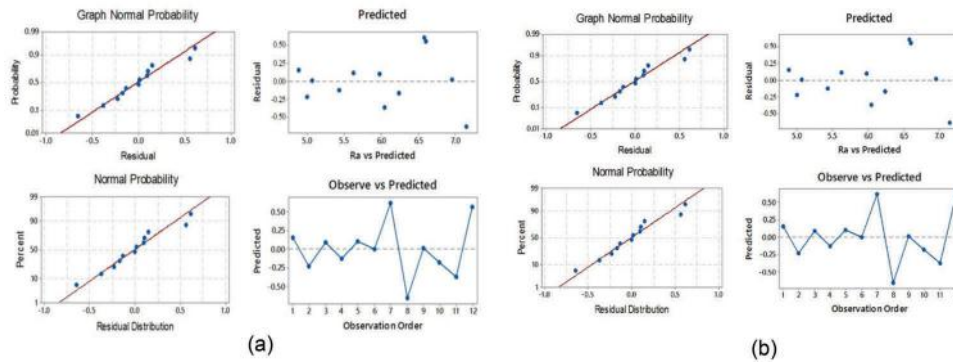 Graph Normal Probability
Probability
0.99
0.9
0.5
0.1
0.01
-1.0 -0.5 0.0 0.5 1.0
Residual
Predicted
Residual
0.50
0.25
0.00
-0.25
-0.50
5.0 5.5 6.0 6.5 7.0
Ra vs Predicted
Normal Probability
Percent
99
90
50
10
1
-1.0 -0.5 0.0 0.5 1.0
Residual Distribution
Observe vs Predicted
Predicted
0.50
0.25
0.00
-0.25
-0.50
1 2 3 4 5 6 7 8 9 10 11 12
Observation Order
(a)
Graph Normal Probability
Probability
0.99
0.9
0.5
0.1
0.01
-1.0 -0.5 0.0 0.5 1.0
Residual
Predicted
Residual
0.50
0.25
0.00
-0.25
0.50
5.0 5.5 6.0 6.5 7.0
Ra vs Predicted
Normal Probability
Percent
99
90
50
10
1
-1.0 -0.5 0.0 0.5 1.0
Residual Distribution
Observe vs Predicted
Predicted
0.50
0.25
0.00
-0.25
-0.50
1 2 3 4 5 6 7 8 9 10 11
Observation Order
(b)